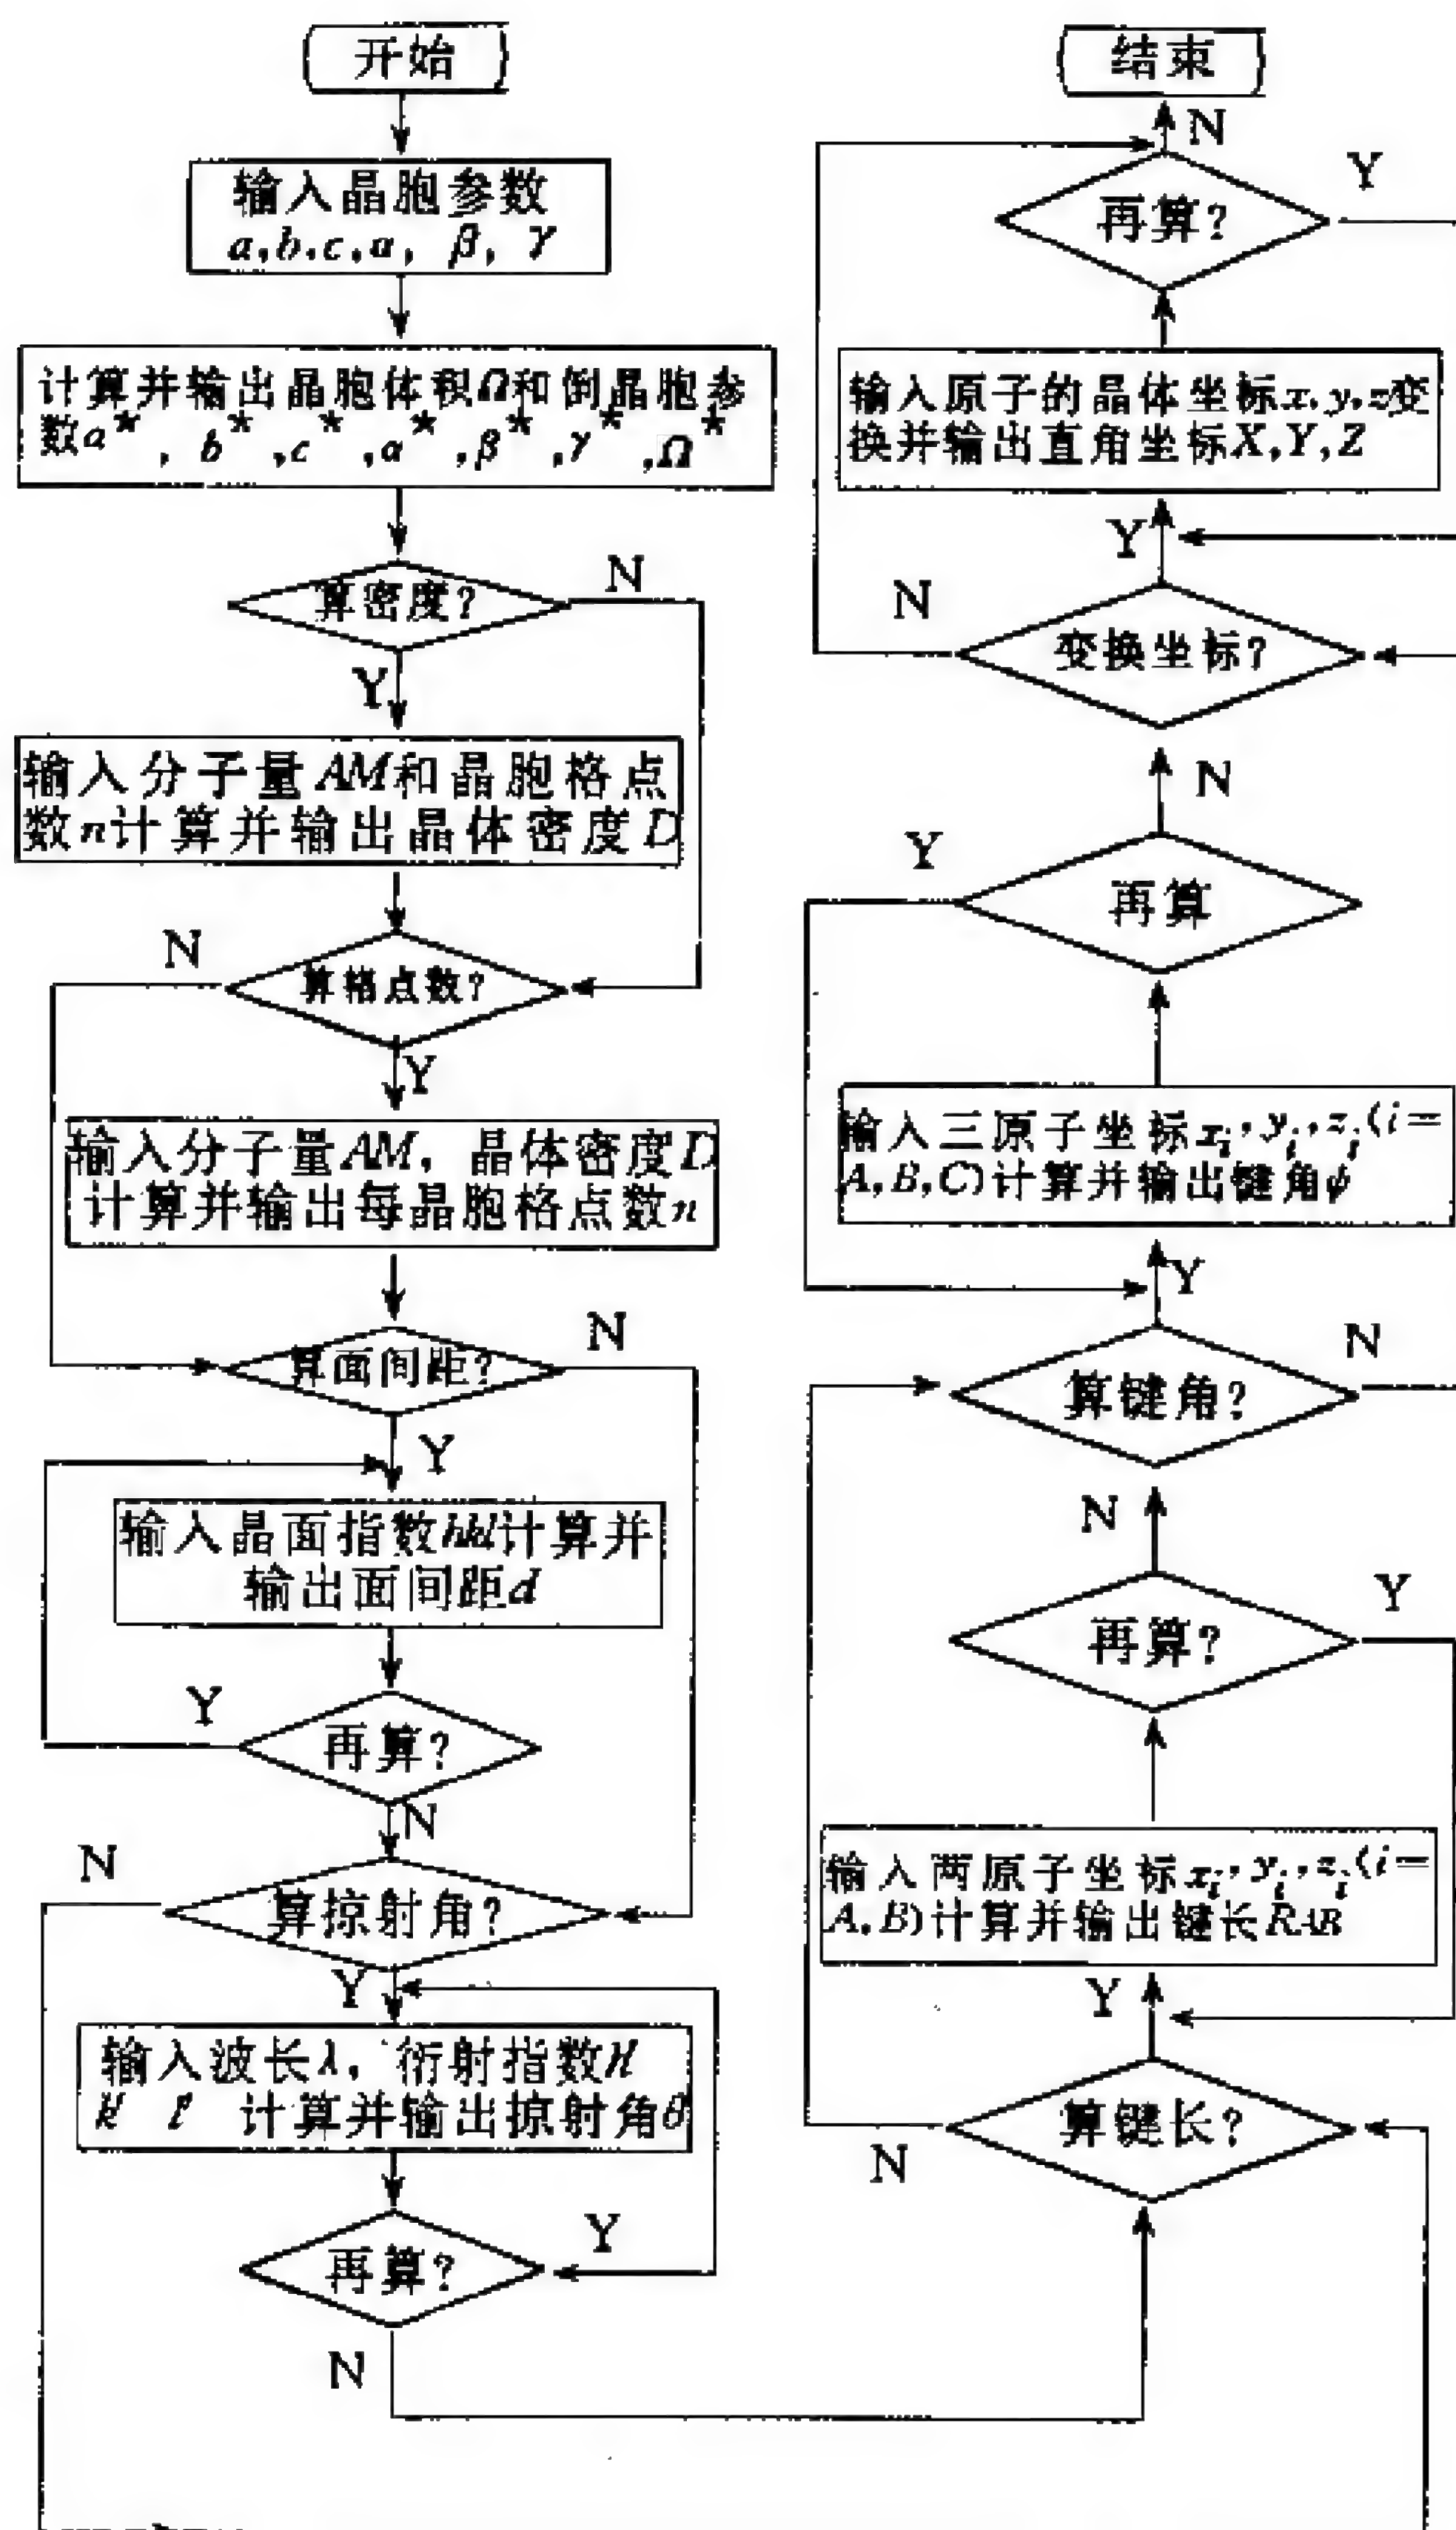 开始
输入晶胞参数
a,b,c,α, β, γ
计算并输出晶胞体积Ω和倒晶胞参
数a*, b*, c*, α*, β*, γ*, Ω*
算密度?
N
Y
输入分子量AM和晶胞格点
数n计算并输出晶体密度D
N
算格点数?
Y
输入分子量AM, 晶体密度D
计算并输出每晶胞格点数n
算面间距?
N
Y
输入晶面指数hkl计算并
输出面间距d
Y
再算?
N
N
算掠射角?
Y
输入波长λ, 衍射指数H
K l 计算并输出掠射角θ
再算?
Y
N
结束
N
Y
再算?
输入原子的晶体坐标x,y,z变
换并输出直角坐标X,Y,Z
Y
N
变换坐标?
N
Y
再算
输入三原子坐标xi,yi,zi(i=
A,B,C)计算并输出键角ψ
Y
N
算键角?
N
再算?
Y
输入两原子坐标xi,yi,zi(i=
A,B)计算并输出键长RAB
Y
算键长?
N